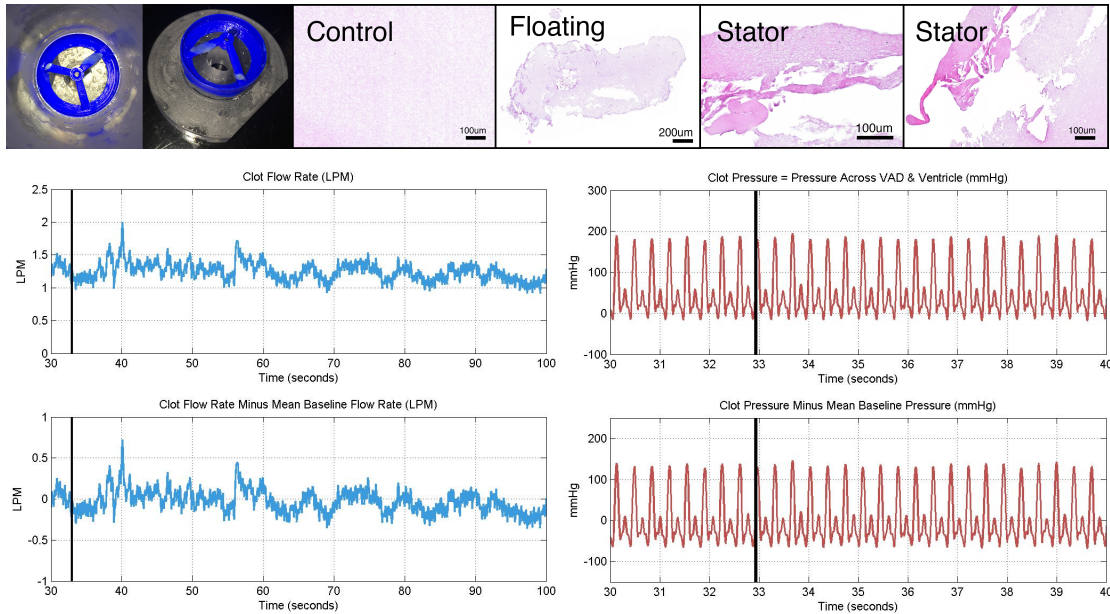 Control
Floating
Stator
Stator
100um
200um
100um
100um
Clot Flow Rate (LPM)
LPM
2.5
2
1.5
1
0.5
0
30 40 50 60 70 80 90 100
Time (seconds)
Clot Pressure = Pressure Across VAD & Ventricle (mmHg)
mmHg
300
200
100
0
-100
30 31 32 33 34 35 36 37 38 39 40
Time (seconds)
Clot Flow Rate Minus Mean Baseline Flow Rate (LPM)
LPM
1
0.5
0
-0.5
-1
30 40 50 60 70 80 90 100
Time (seconds)
Clot Pressure Minus Mean Baseline Pressure (mmHg)
mmHg
200
100
0
-100
30 31 32 33 34 35 36 37 38 39 40
Time (seconds)